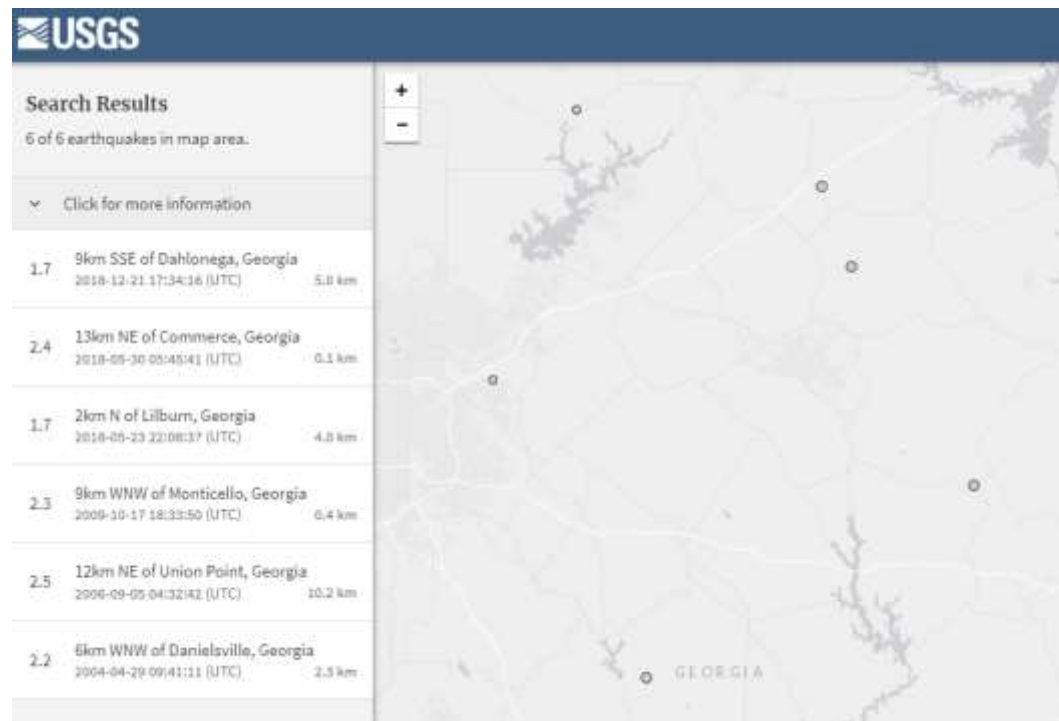 USGS
Search Results
6 of 6 earthquakes in map area.
Click for more information
1.7
9km SSE of Dahlonega, Georgia
2018-12-21 17:34:16 (UTC) 5.0 km
2.4
13km NE of Commerce, Georgia
2018-05-30 05:45:41 (UTC) 0.1 km
1.7
2km N of Lilburn, Georgia
2018-05-23 22:08:37 (UTC) 4.8 km
2.3
9km WNW of Monticello, Georgia
2009-10-17 18:33:50 (UTC) 0.4 km
2.5
12km NE of Union Point, Georgia
2006-09-05 04:32:42 (UTC) 10.2 km
2.2
6km WNW of Danielsville, Georgia
2004-04-29 09:41:11 (UTC) 2.5 km
+
−
GEORGIA